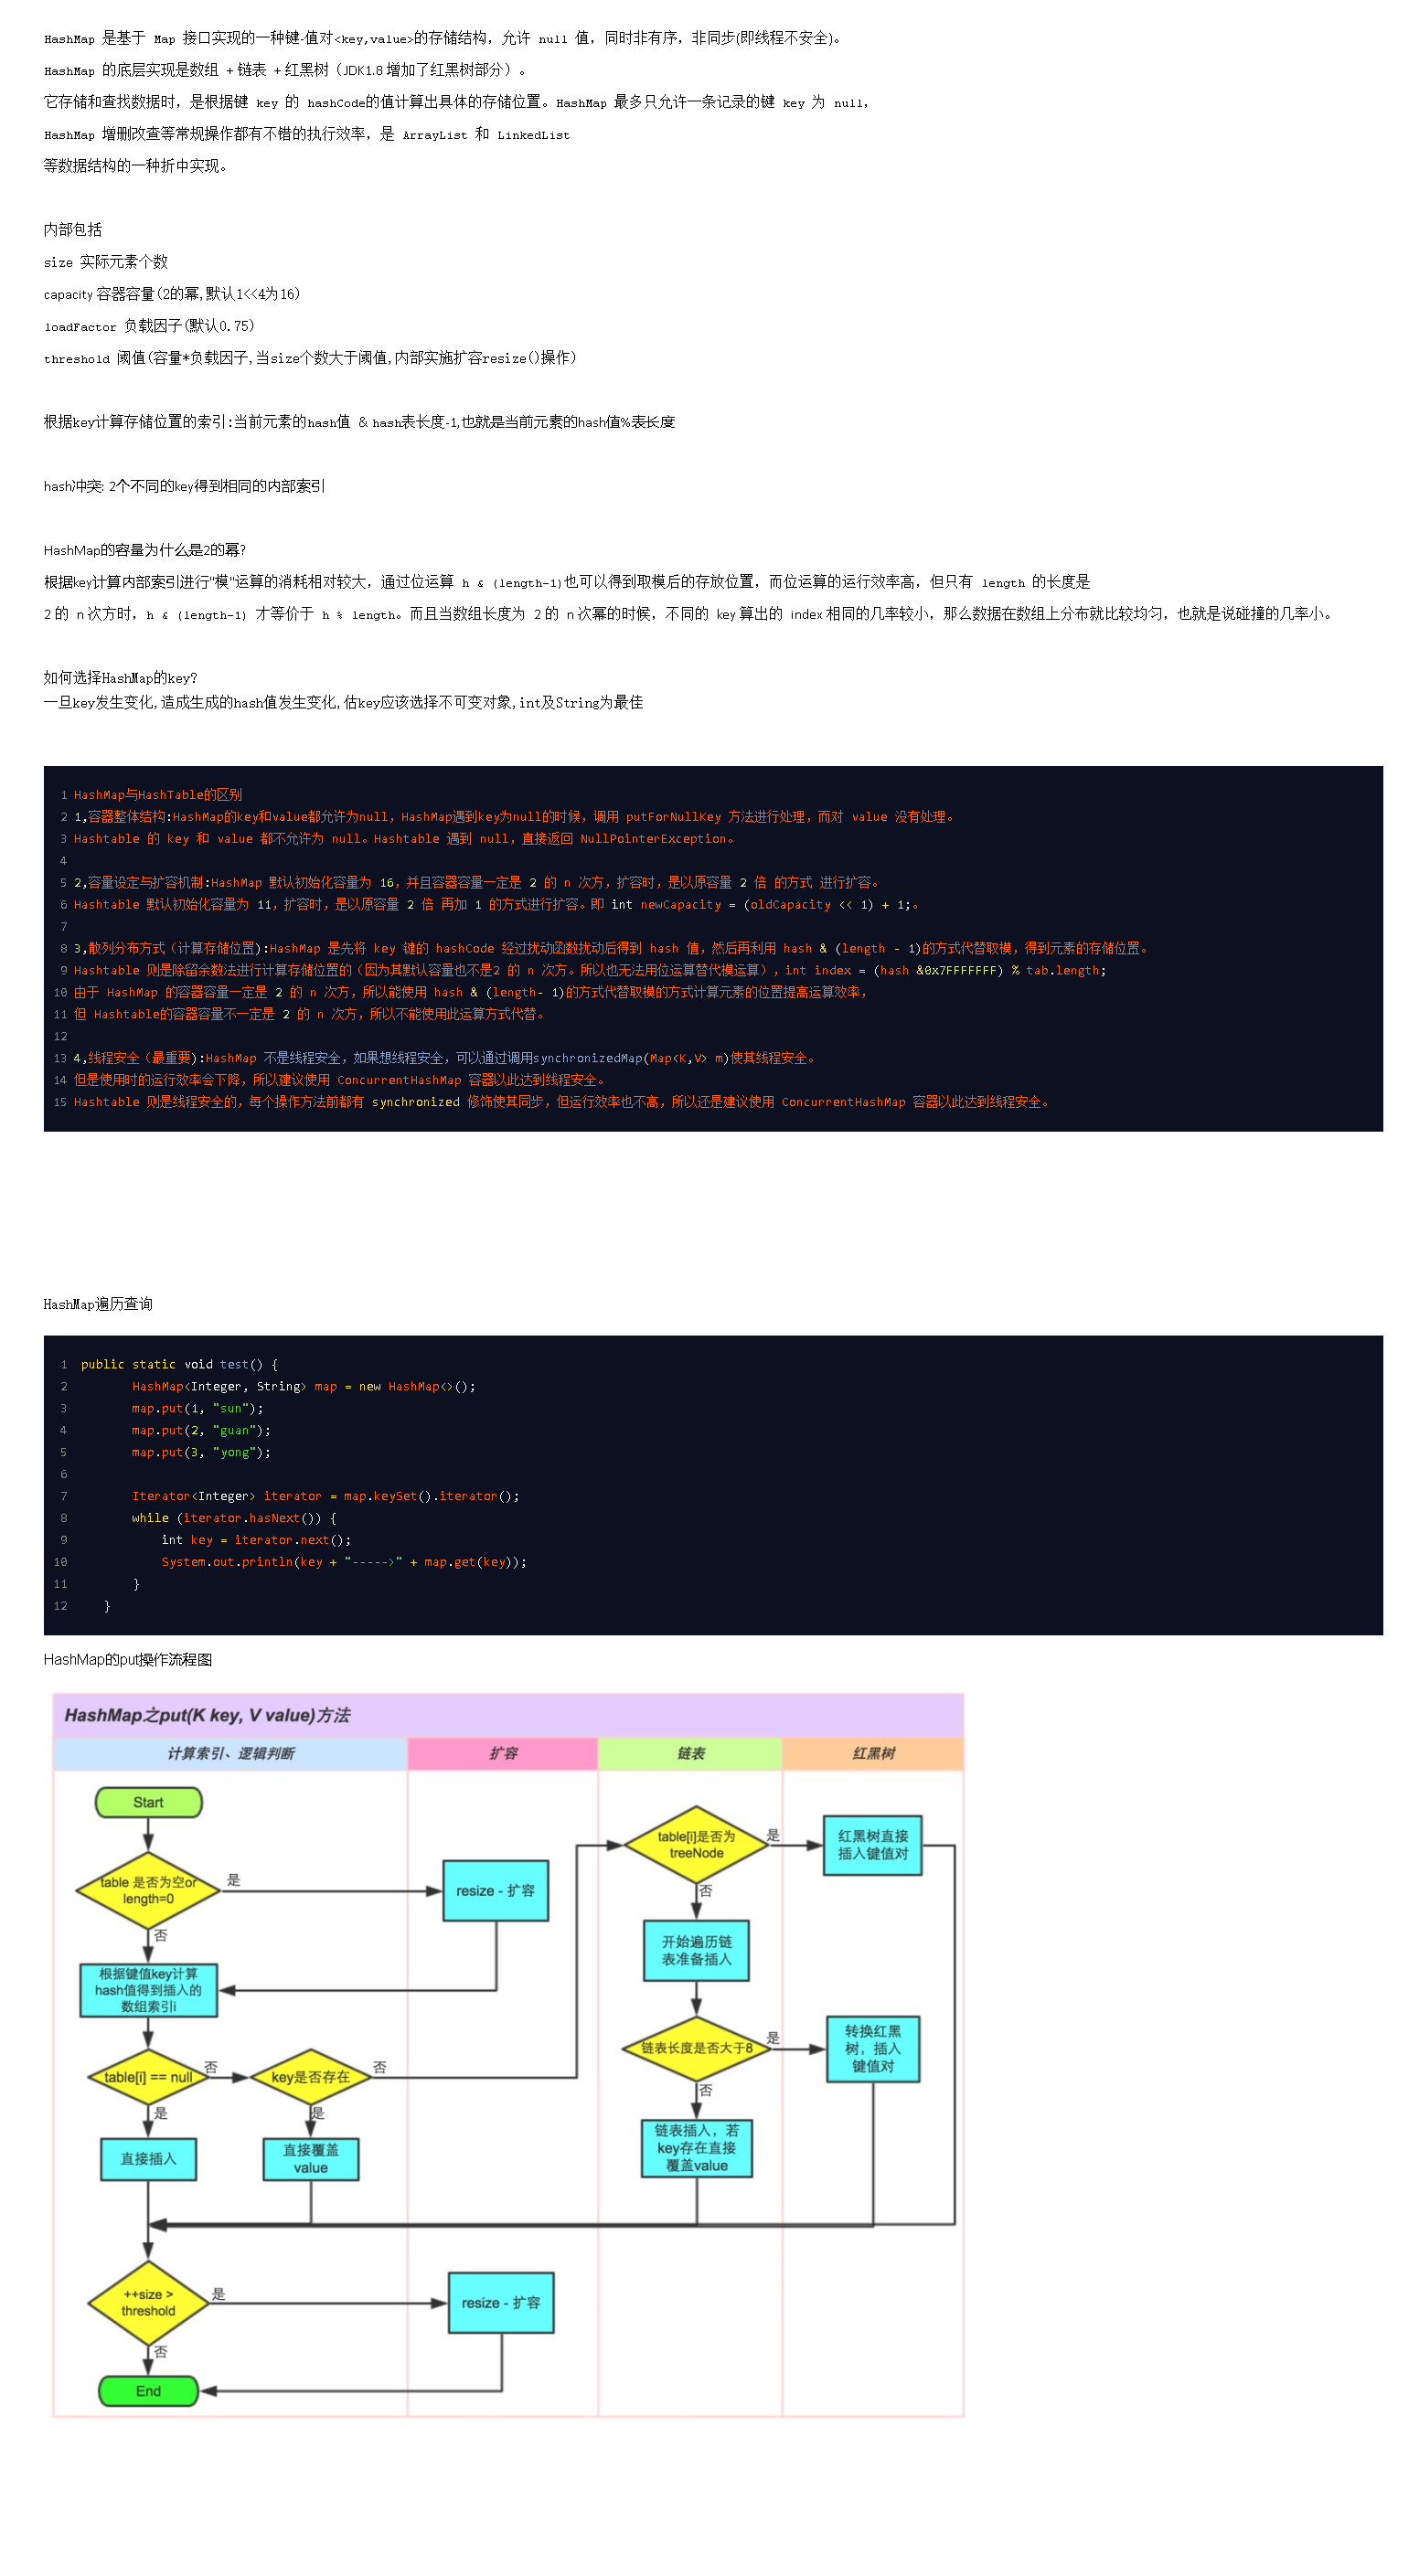 HashMap 是基于 Map 接口实现的一种键-值对<key,value>的存储结构，允许 null 值，同时非有序，非同步(即线程不安全)。
HashMap 的底层实现是数组 + 链表 + 红黑树（JDK1.8 增加了红黑树部分）。
它存储和查找数据时，是根据键 key 的 hashCode的值计算出具体的存储位置。HashMap 最多只允许一条记录的键 key 为 null，
HashMap 增删改查等常规操作都有不错的执行效率，是 ArrayList 和 LinkedList
等数据结构的一种折中实现。
内部包括
size 实际元素个数
capacity 容器容量(2的幂,默认1<<4为16)
loadFactor 负载因子(默认0.75)
threshold 阈值(容量*负载因子,当size个数大于阈值,内部实施扩容resize()操作)
根据key计算存储位置的索引:当前元素的hash值 & hash表长度-1,也就是当前元素的hash值%表长度
hash冲突: 2个不同的key得到相同的内部索引
HashMap的容量为什么是2的幂?
根据key计算内部索引进行"模"运算的消耗相对较大，通过位运算 h & (length-1)也可以得到取模后的存放位置，而位运算的运行效率高，但只有 length 的长度是
2 的 n 次方时，h & (length-1) 才等价于 h % length。而且当数组长度为 2 的 n 次幂的时候，不同的 key 算出的 index 相同的几率较小，那么数据在数组上分布就比较均匀，也就是说碰撞的几率小。
如何选择HashMap的key?
一旦key发生变化,造成生成的hash值发生变化,估key应该选择不可变对象,int及String为最佳
1 HashMap与HashTable的区别
2 1,容器整体结构:HashMap的key和value都允许为null，HashMap遇到key为null的时候，调用 putForNullKey 方法进行处理，而对 value 没有处理。
3 Hashtable 的 key 和 value 都不允许为 null。Hashtable 遇到 null，直接返回 NullPointerException。
4
5 2,容量设定与扩容机制:HashMap 默认初始化容量为 16，并且容器容量一定是 2 的 n 次方，扩容时，是以原容量 2 倍 的方式 进行扩容。
6 Hashtable 默认初始化容量为 11，扩容时，是以原容量 2 倍 再加 1 的方式进行扩容。即 int newCapacity = (oldCapacity << 1) + 1;。
7
8 3,散列分布方式（计算存储位置):HashMap 是先将 key 键的 hashCode 经过扰动函数扰动后得到 hash 值，然后再利用 hash & (length - 1)的方式代替取模，得到元素的存储位置。
9 Hashtable 则是除留余数法进行计算存储位置的（因为其默认容量也不是2 的 n 次方。所以也无法用位运算替代模运算），int index = (hash &0x7FFFFFFF) % tab.length;
10 由于 HashMap 的容器容量一定是 2 的 n 次方，所以能使用 hash & (length- 1)的方式代替取模的方式计算元素的位置提高运算效率，
11 但 Hashtable的容器容量不一定是 2 的 n 次方，所以不能使用此运算方式代替。
12
13 4,线程安全（最重要):HashMap 不是线程安全，如果想线程安全，可以通过调用synchronizedMap(Map<K,V> m)使其线程安全。
14 但是使用时的运行效率会下降，所以建议使用 ConcurrentHashMap 容器以此达到线程安全。
15 Hashtable 则是线程安全的，每个操作方法前都有 synchronized 修饰使其同步，但运行效率也不高，所以还是建议使用 ConcurrentHashMap 容器以此达到线程安全。
HashMap遍历查询
1 public static void test() {
2 HashMap<Integer, String> map = new HashMap<>();
3 map.put(1, "sun");
4 map.put(2, "guan");
5 map.put(3, "yong");
6
7 Iterator<Integer> iterator = map.keySet().iterator();
8 while (iterator.hasNext()) {
9 int key = iterator.next();
10 System.out.println(key + "----->" + map.get(key));
11 }
12 }
HashMap的put操作流程图
HashMap之put(K key, V value)方法
计算索引、逻辑判断 扩容 链表 红黑树
Start
table 是否为空or
length=0
是
否
resize - 扩容
根据键值key计算
hash值得到插入的
数组索引i
table[i] == null
否
是
key是否存在
否
是
直接插入
直接覆盖
value
table[i]是否为
treeNode
是
否
红黑树直接
插入键值对
开始遍历链
表准备插入
链表长度是否大于8
是
否
转换红黑
树，插入
键值对
链表插入，若
key存在直接
覆盖value
++size >
threshold
是
否
resize - 扩容
End